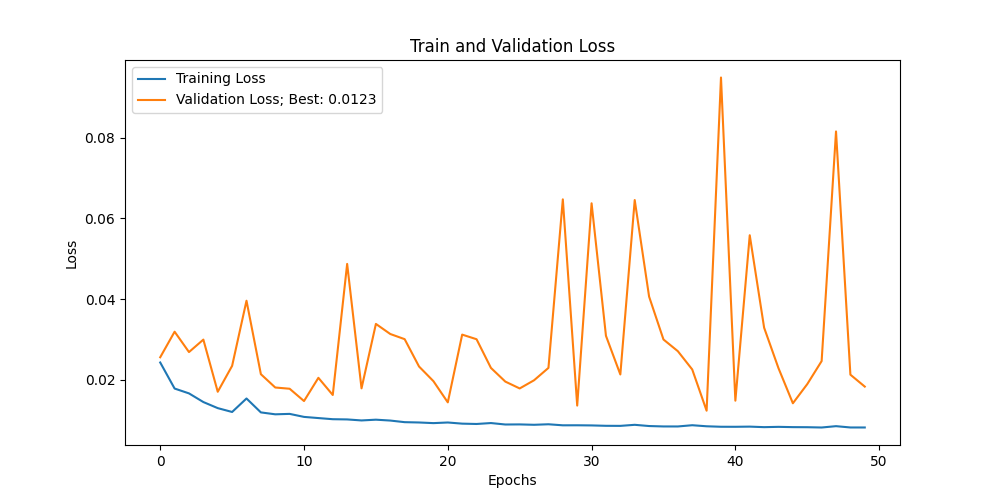 Train and Validation Loss
Training Loss
Validation Loss; Best: 0.0123
0.08
0.06
0.04
0.02
Loss
0 10 20 30 40 50
Epochs